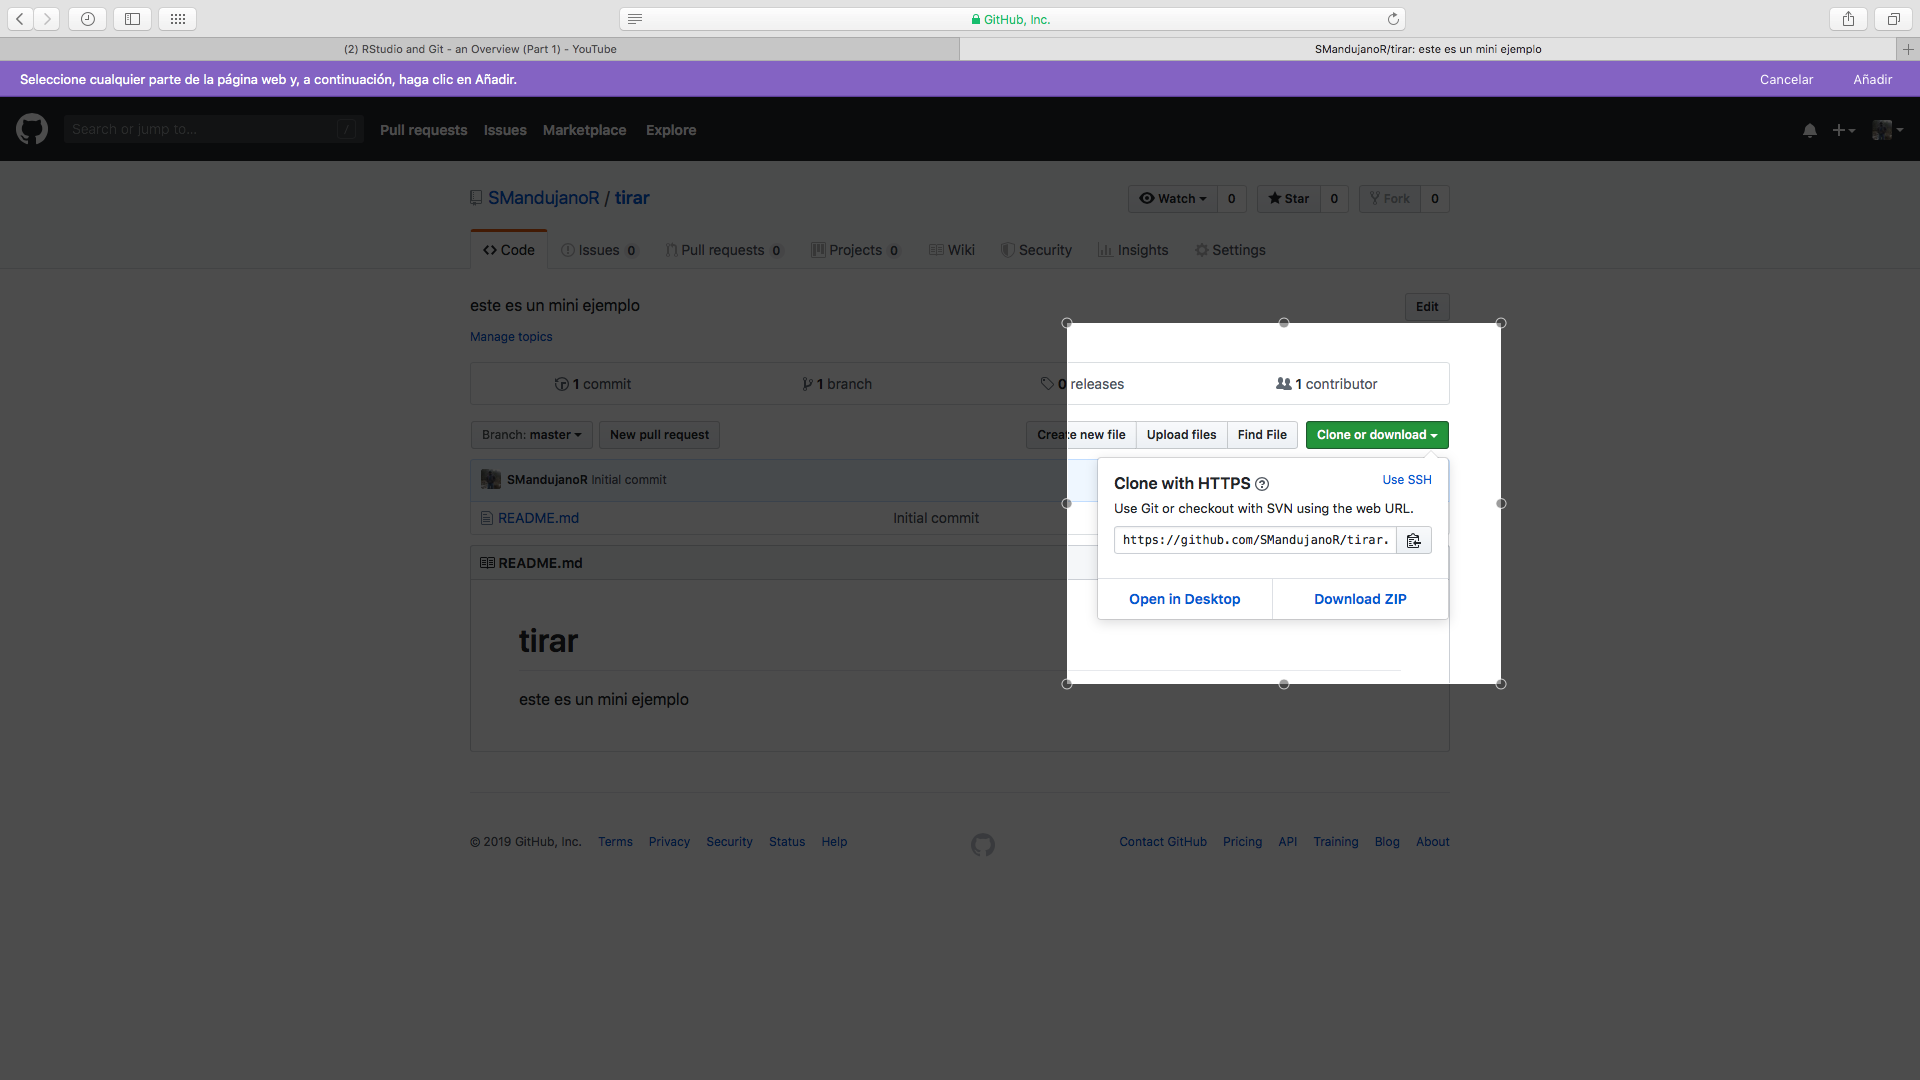 GitHub, Inc.
(2) RStudio and Git - an Overview (Part 1) - YouTube
SMandujanoR/tirar: este es un mini ejemplo
Seleccione cualquier parte de la página web y, a continuación, haga clic en Añadir.
Cancelar
Añadir
Search or jump to... /
Pull requests Issues Marketplace Explore
SMandujanoR / tirar
Watch 0 Star 0 Fork 0
Code Issues 0 Pull requests 0 Projects 0 Wiki Security Insights Settings
este es un mini ejemplo
Edit
Manage topics
1 commit 1 branch 0 releases 1 contributor
Branch: master New pull request Create new file Upload files Find File Clone or download
SMandujanoR Initial commit
README.md Initial commit
Clone with HTTPS ? Use SSH
Use Git or checkout with SVN using the web URL.
https://github.com/SMandujanoR/tirar.
Open in Desktop Download ZIP
README.md
tirar
este es un mini ejemplo
© 2019 GitHub, Inc. Terms Privacy Security Status Help Contact GitHub Pricing API Training Blog About